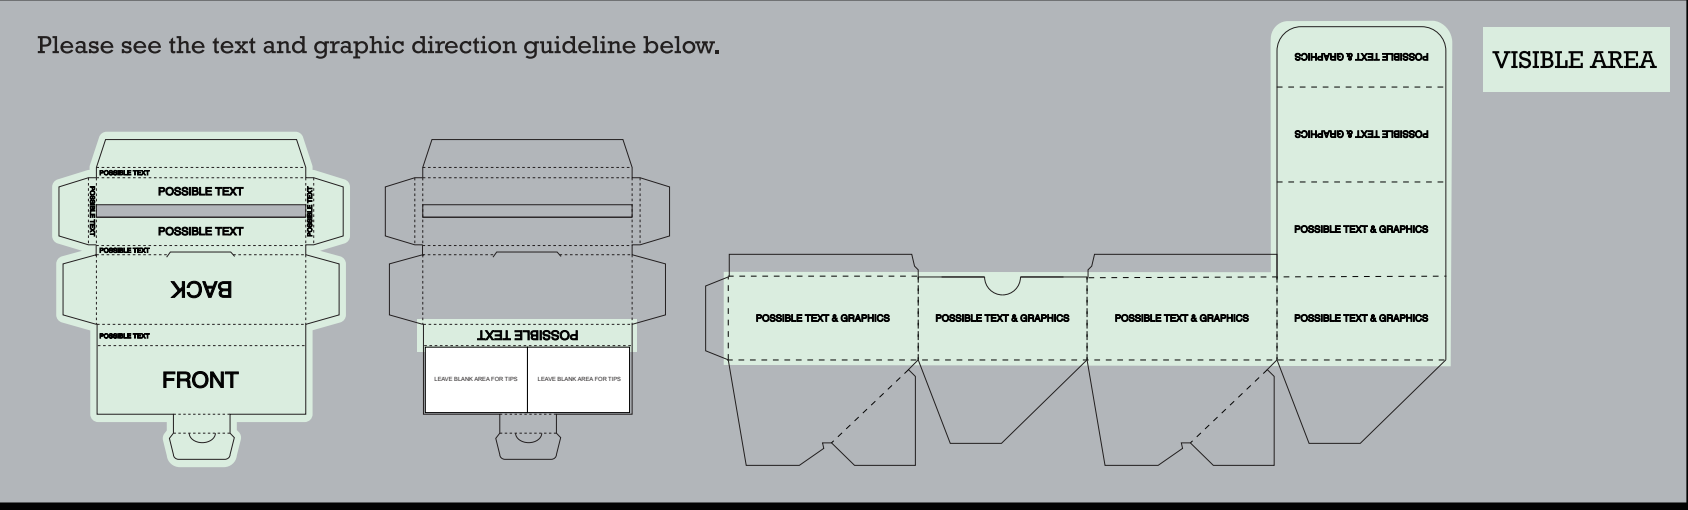 Please see the text and graphic direction guideline below.
VISIBLE AREA
POSSIBLE TEXT
POSSIBLE TEXT
POSSIBLE TEXT
POSSIBLE TEXT
POSSIBLE TEXT
POSSIBLE TEXT
BACK
POSSIBLE TEXT
FRONT
POSSIBLE TEXT
LEAVE BLANK AREA FOR TIPS
LEAVE BLANK AREA FOR TIPS
POSSIBLE TEXT & GRAPHICS
POSSIBLE TEXT & GRAPHICS
POSSIBLE TEXT & GRAPHICS
POSSIBLE TEXT & GRAPHICS
POSSIBLE TEXT & GRAPHICS
POSSIBLE TEXT & GRAPHICS
POSSIBLE TEXT & GRAPHICS